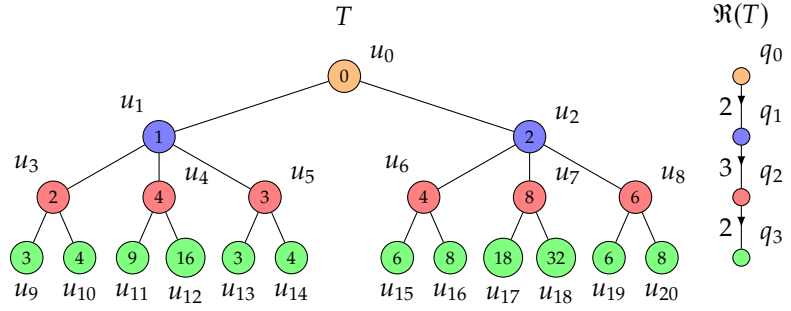 T
ℜ(T)
u₀
q₀
0
2
u₁
u₂
q₁
1
2
3
u₃
u₄
u₅
u₆
u₇
u₈
q₂
2
4
3
4
8
6
2
q₃
3
4
9
16
3
4
6
8
18
32
6
8
u₉ u₁₀ u₁₁ u₁₂ u₁₃ u₁₄ u₁₅ u₁₆ u₁₇ u₁₈ u₁₉ u₂₀